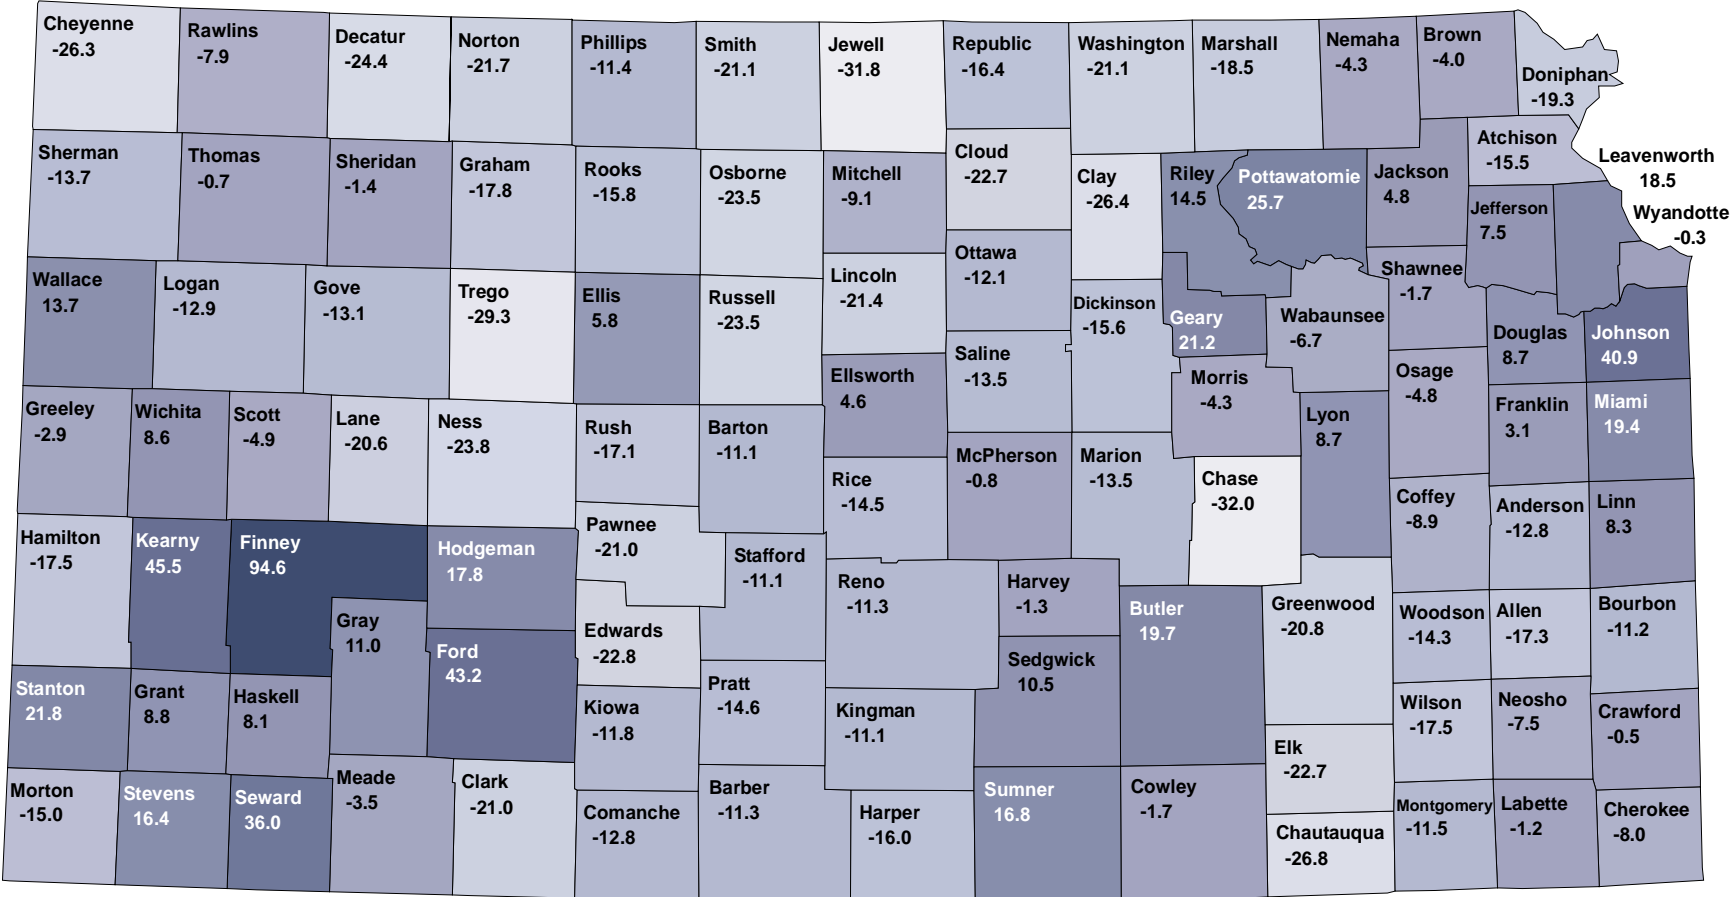 Cheyenne
-26.3
Rawlins
-7.9
Decatur
-24.4
Norton
-21.7
Phillips
-11.4
Smith
-21.1
Jewell
-31.8
Republic
-16.4
Washington
-21.1
Marshall
-18.5
Nemaha
-4.3
Brown
-4.0
Doniphan
-19.3
Sherman
-13.7
Thomas
-0.7
Sheridan
-1.4
Graham
-17.8
Rooks
-15.8
Osborne
-23.5
Mitchell
-9.1
Cloud
-22.7
Clay
-26.4
Riley
14.5
Pottawatomie
25.7
Jackson
4.8
Atchison
-15.5
Jefferson
7.5
Leavenworth
18.5
Wyandotte
-0.3
Wallace
13.7
Logan
-12.9
Gove
-13.1
Trego
-29.3
Ellis
5.8
Russell
-23.5
Lincoln
-21.4
Ottawa
-12.1
Saline
-13.5
Dickinson
-15.6
Geary
21.2
Wabaunsee
-6.7
Shawnee
-1.7
Douglas
8.7
Johnson
40.9
Greeley
-2.9
Wichita
8.6
Scott
-4.9
Lane
-20.6
Ness
-23.8
Rush
-17.1
Barton
-11.1
Ellsworth
4.6
Rice
-14.5
McPherson
-0.8
Marion
-13.5
Morris
-4.3
Chase
-32.0
Lyon
8.7
Osage
-4.8
Franklin
3.1
Miami
19.4
Coffey
-8.9
Anderson
-12.8
Linn
8.3
Hamilton
-17.5
Kearny
45.5
Finney
94.6
Hodgeman
17.8
Pawnee
-21.0
Stafford
-11.1
Reno
-11.3
Harvey
-1.3
Butler
19.7
Greenwood
-20.8
Woodson
-14.3
Allen
-17.3
Bourbon
-11.2
Gray
11.0
Ford
43.2
Edwards
-22.8
Sedgwick
10.5
Stanton
21.8
Grant
8.8
Haskell
8.1
Kiowa
-11.8
Pratt
-14.6
Kingman
-11.1
Elk
-22.7
Wilson
-17.5
Neosho
-7.5
Crawford
-0.5
Morton
-15.0
Stevens
16.4
Seward
36.0
Meade
-3.5
Clark
-21.0
Comanche
-12.8
Barber
-11.3
Harper
-16.0
Sumner
16.8
Cowley
-1.7
Chautauqua
-26.8
Montgomery
-11.5
Labette
-1.2
Cherokee
-8.0